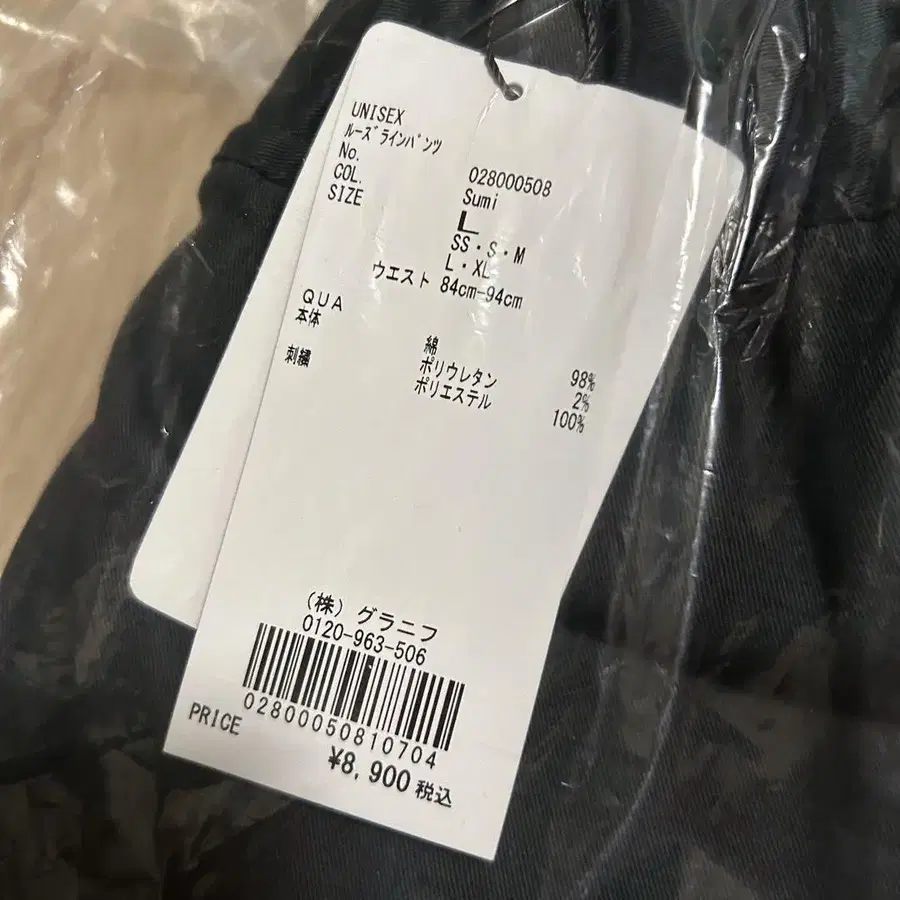 UNISEX
ルーズラインパンツ
No. 028000508
COL. Sumi
SIZE L
SS・S・M
L・XL
ウエスト 84cm-94cm
QUA
本体 綿 98%
ポリウレタン 2%
刺繍 ポリエステル 100%
(株) グラニフ
0120-963-506
02800050810704
PRICE ¥8,900 税込